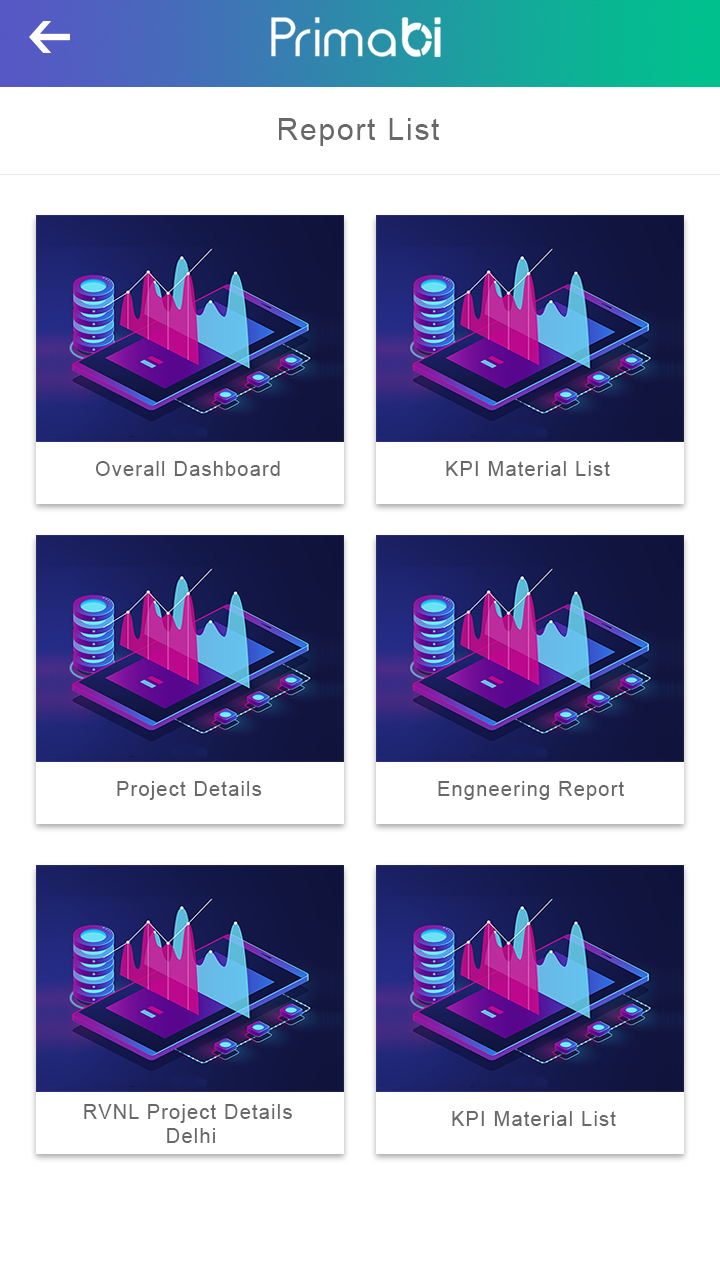 Primabi
Report List
Overall Dashboard
KPI Material List
Project Details
Engneering Report
RVNL Project Details
Delhi
KPI Material List